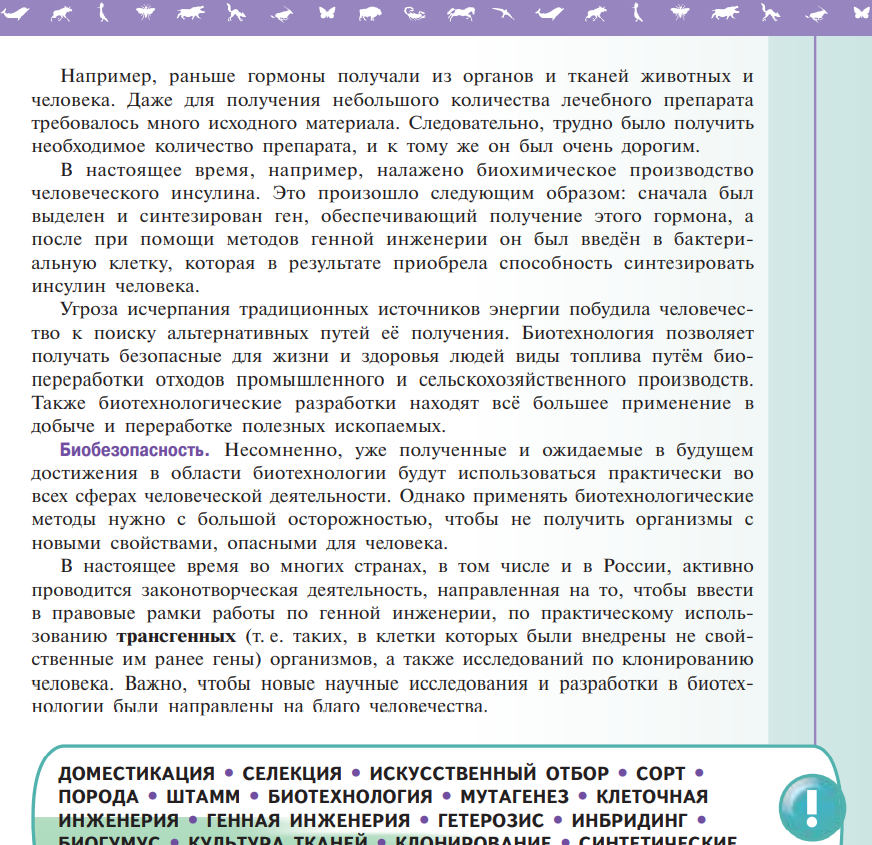 Например, раньше гормоны получали из органов и тканей животных и
человека. Даже для получения небольшого количества лечебного препарата
требовалось много исходного материала. Следовательно, трудно было получить
необходимое количество препарата, и к тому же он был очень дорогим.
В настоящее время, например, налажено биохимическое производство
человеческого инсулина. Это произошло следующим образом: сначала был
выделен и синтезирован ген, обеспечивающий получение этого гормона, а
после при помощи методов генной инженерии он был введён в бактери-
альную клетку, которая в результате приобрела способность синтезировать
инсулин человека.
Угроза исчерпания традиционных источников энергии побудила человечес-
тво к поиску альтернативных путей её получения. Биотехнология позволяет
получать безопасные для жизни и здоровья людей виды топлива путём био-
переработки отходов промышленного и сельскохозяйственного производств.
Также биотехнологические разработки находят всё большее применение в
добыче и переработке полезных ископаемых.
Биобезопасность. Несомненно, уже полученные и ожидаемые в будущем
достижения в области биотехнологии будут использоваться практически во
всех сферах человеческой деятельности. Однако применять биотехнологические
методы нужно с большой осторожностью, чтобы не получить организмы с
новыми свойствами, опасными для человека.
В настоящее время во многих странах, в том числе и в России, активно
проводится законотворческая деятельность, направленная на то, чтобы ввести
в правовые рамки работы по генной инженерии, по практическому исполь-
зованию трансгенных (т. е. таких, в клетки которых были внедрены не свой-
ственные им ранее гены) организмов, а также исследований по клонированию
человека. Важно, чтобы новые научные исследования и разработки в биотех-
нологии были направлены на благо человечества.
ДОМЕСТИКАЦИЯ • СЕЛЕКЦИЯ • ИСКУССТВЕННЫЙ ОТБОР • СОРТ •
ПОРОДА • ШТАММ • БИОТЕХНОЛОГИЯ • МУТАГЕНЕЗ • КЛЕТОЧНАЯ
ИНЖЕНЕРИЯ • ГЕННАЯ ИНЖЕНЕРИЯ • ГЕТЕРОЗИС • ИНБРИДИНГ •
БИОГУМУС • КУЛЬТУРА ТКАНЕЙ • КЛОНИРОВАНИЕ • СИНТЕТИЧЕСКИЕ
!